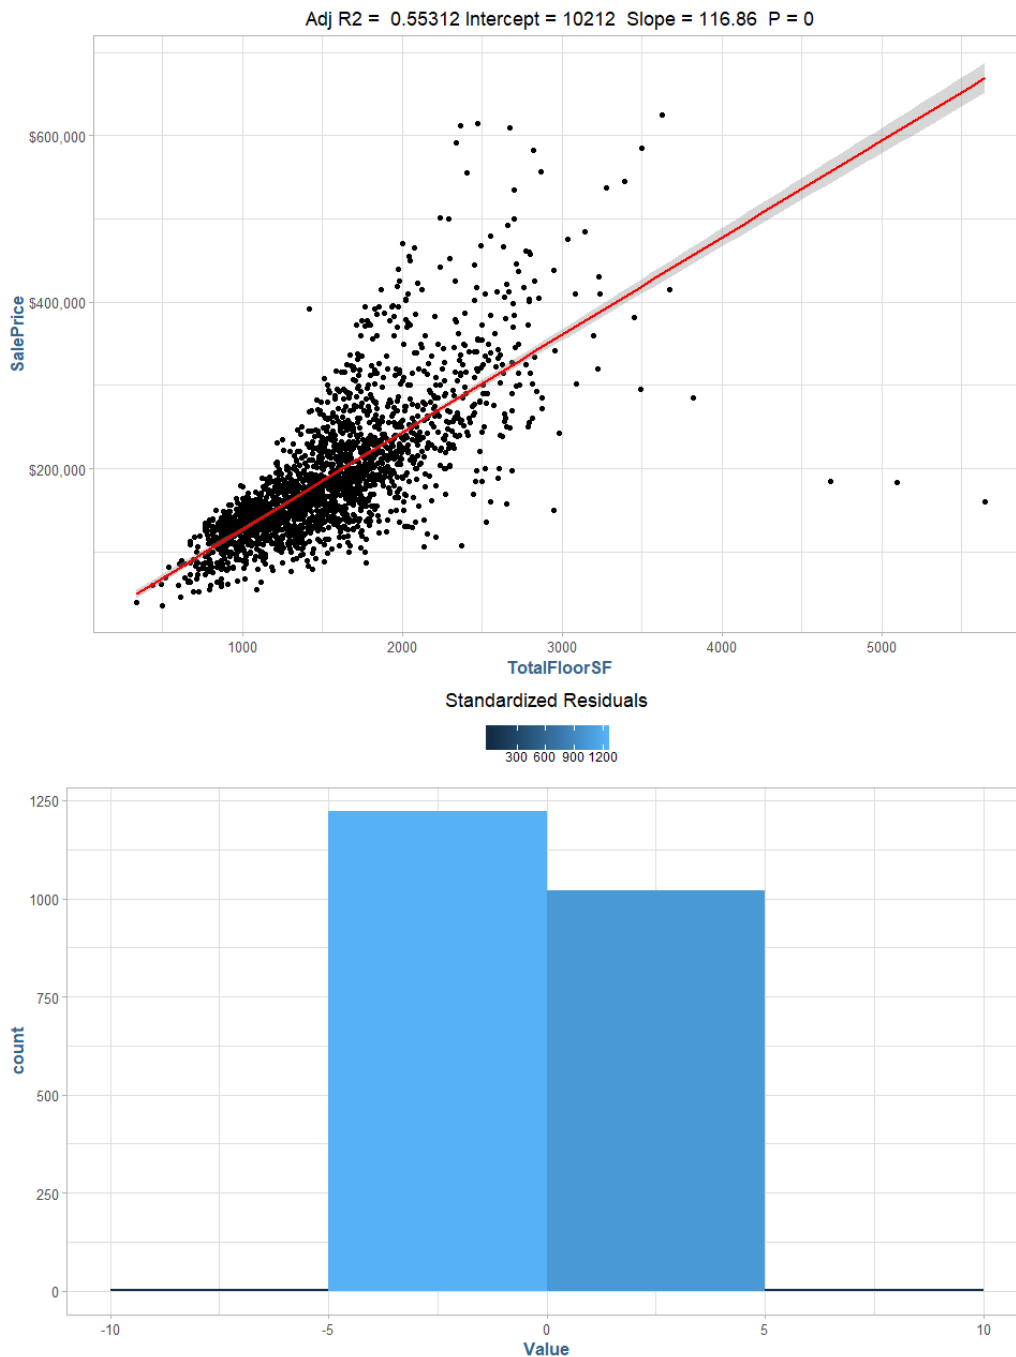 Adj R2 =  0.55312 Intercept = 10212  Slope = 116.86  P = 0
$600,000
$400,000
$200,000
SalePrice
1000 2000 3000 4000 5000
TotalFloorSF
Standardized Residuals
300 600 900 1200
1250
1000
750
500
250
0
count
-10 -5 0 5 10
Value